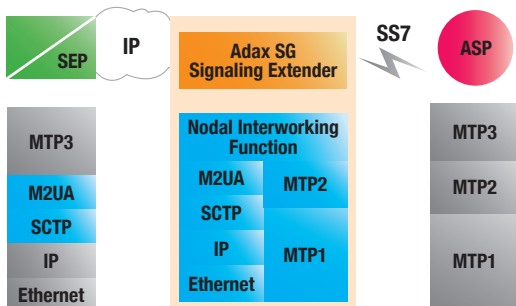 SEP
IP
Adax SG
Signaling Extender
SS7
ASP
MTP3
M2UA
SCTP
IP
Ethernet
Nodal Interworking
Function
M2UA
SCTP
IP
Ethernet
MTP2
MTP1
MTP3
MTP2
MTP1